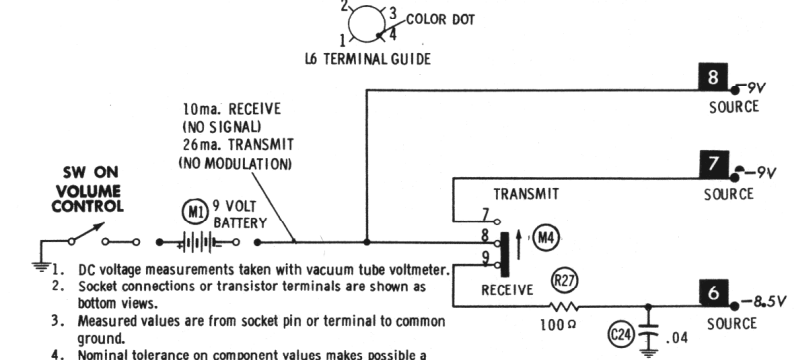 2
3
COLOR DOT
1
4
L6 TERMINAL GUIDE
8
-9V
SOURCE
10ma. RECEIVE
(NO SIGNAL)
26ma. TRANSMIT
(NO MODULATION)
7
-9V
SOURCE
SW ON
VOLUME
CONTROL
M1
9 VOLT
BATTERY
+
-
TRANSMIT
7
8
9
M4
RECEIVE
R27
100Ω
C24
.04
6
-8.5V
SOURCE
1. DC voltage measurements taken with vacuum tube voltmeter.
2. Socket connections or transistor terminals are shown as
bottom views.
3. Measured values are from socket pin or terminal to common
ground.
4. Nominal tolerance on component values makes possible a